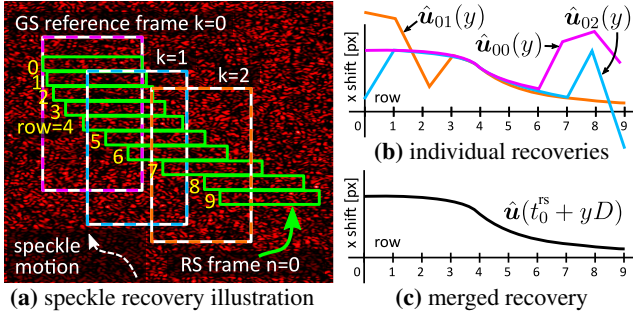 GS reference frame k=0
k=1
k=2
0
1
2
3
row=4
5
6
7
8
9
speckle
motion
RS frame n=0
(a) speckle recovery illustration
û₀₁(y)
û₀₂(y)
û₀₀(y)
x shift [px]
row
0 1 2 3 4 5 6 7 8 9
(b) individual recoveries
û(t₀ʳˢ + yD)
x shift [px]
row
0 1 2 3 4 5 6 7 8 9
(c) merged recovery